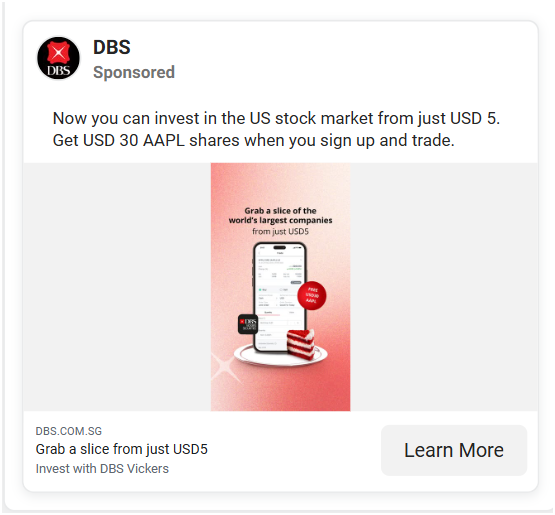 DBS
DBS
Sponsored
Now you can invest in the US stock market from just USD 5.
Get USD 30 AAPL shares when you sign up and trade.
Grab a slice of the
world's largest companies
from just USD5
FREE
USD30
AAPL
DBS
DBS.COM.SG
Grab a slice from just USD5
Invest with DBS Vickers
Learn More